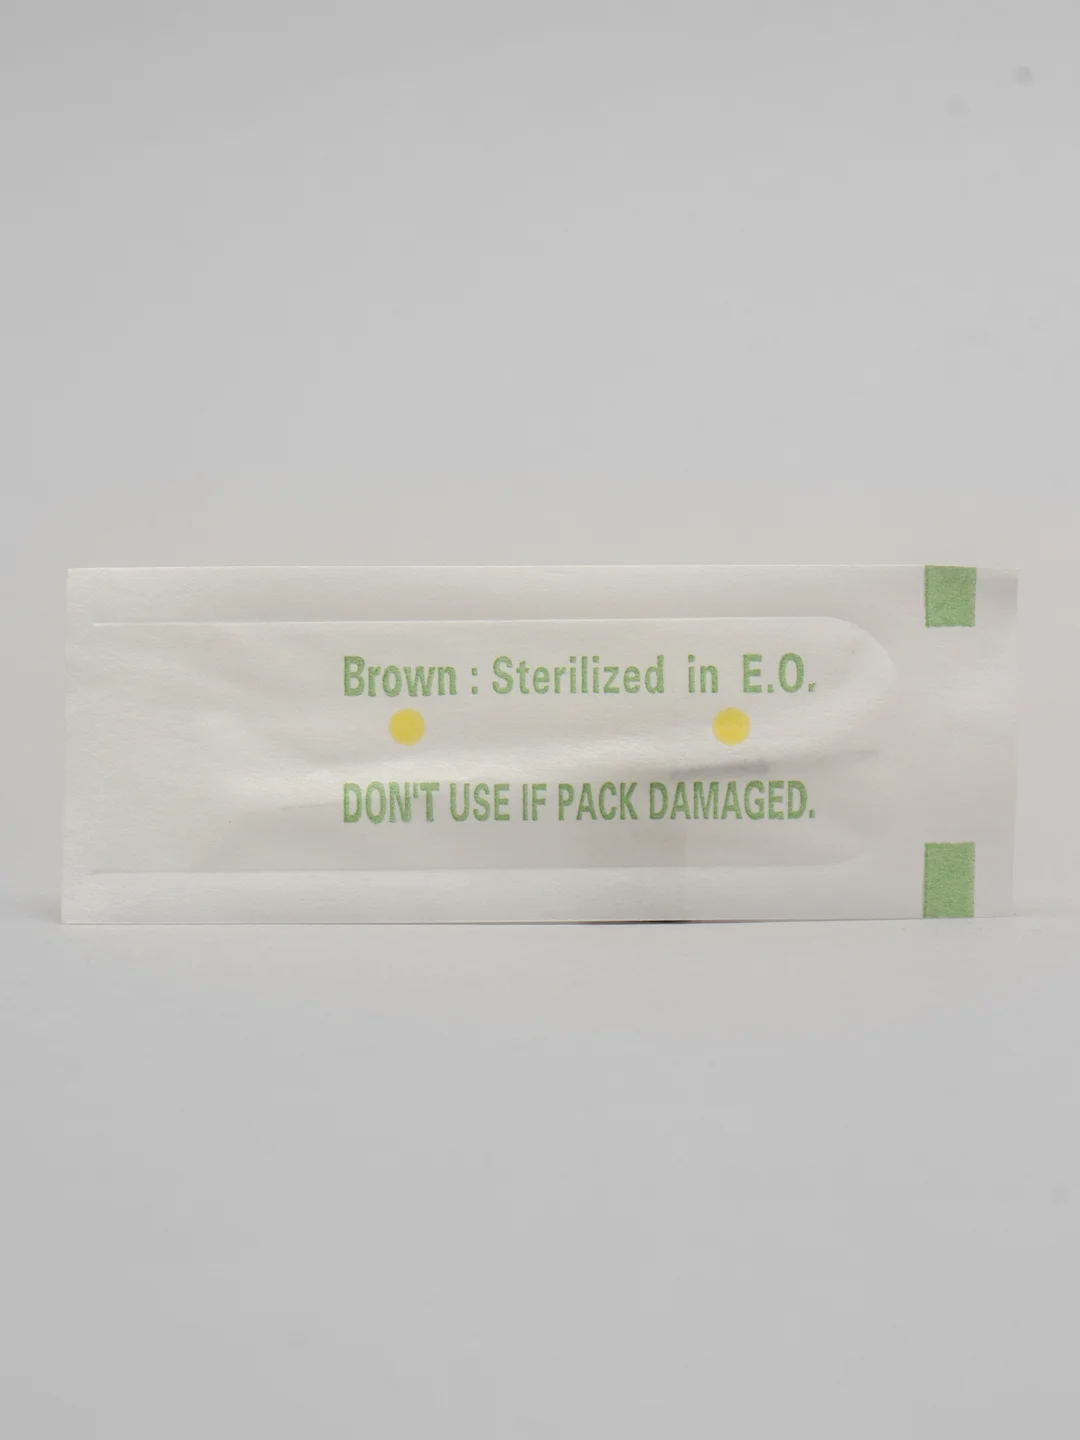 Brown : Sterilized in E.O.
DON'T USE IF PACK DAMAGED.